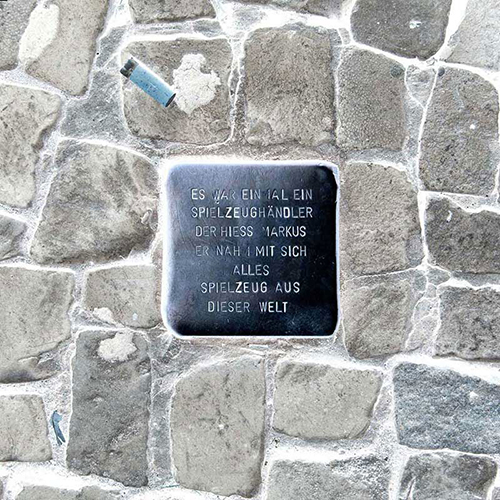 ES WAR EINMAL EIN
SPIELZEUGHÄNDLER
DER HIESS MARKUS
ER NAHM MIT SICH
ALLES
SPIELZEUG AUS
DIESER WELT